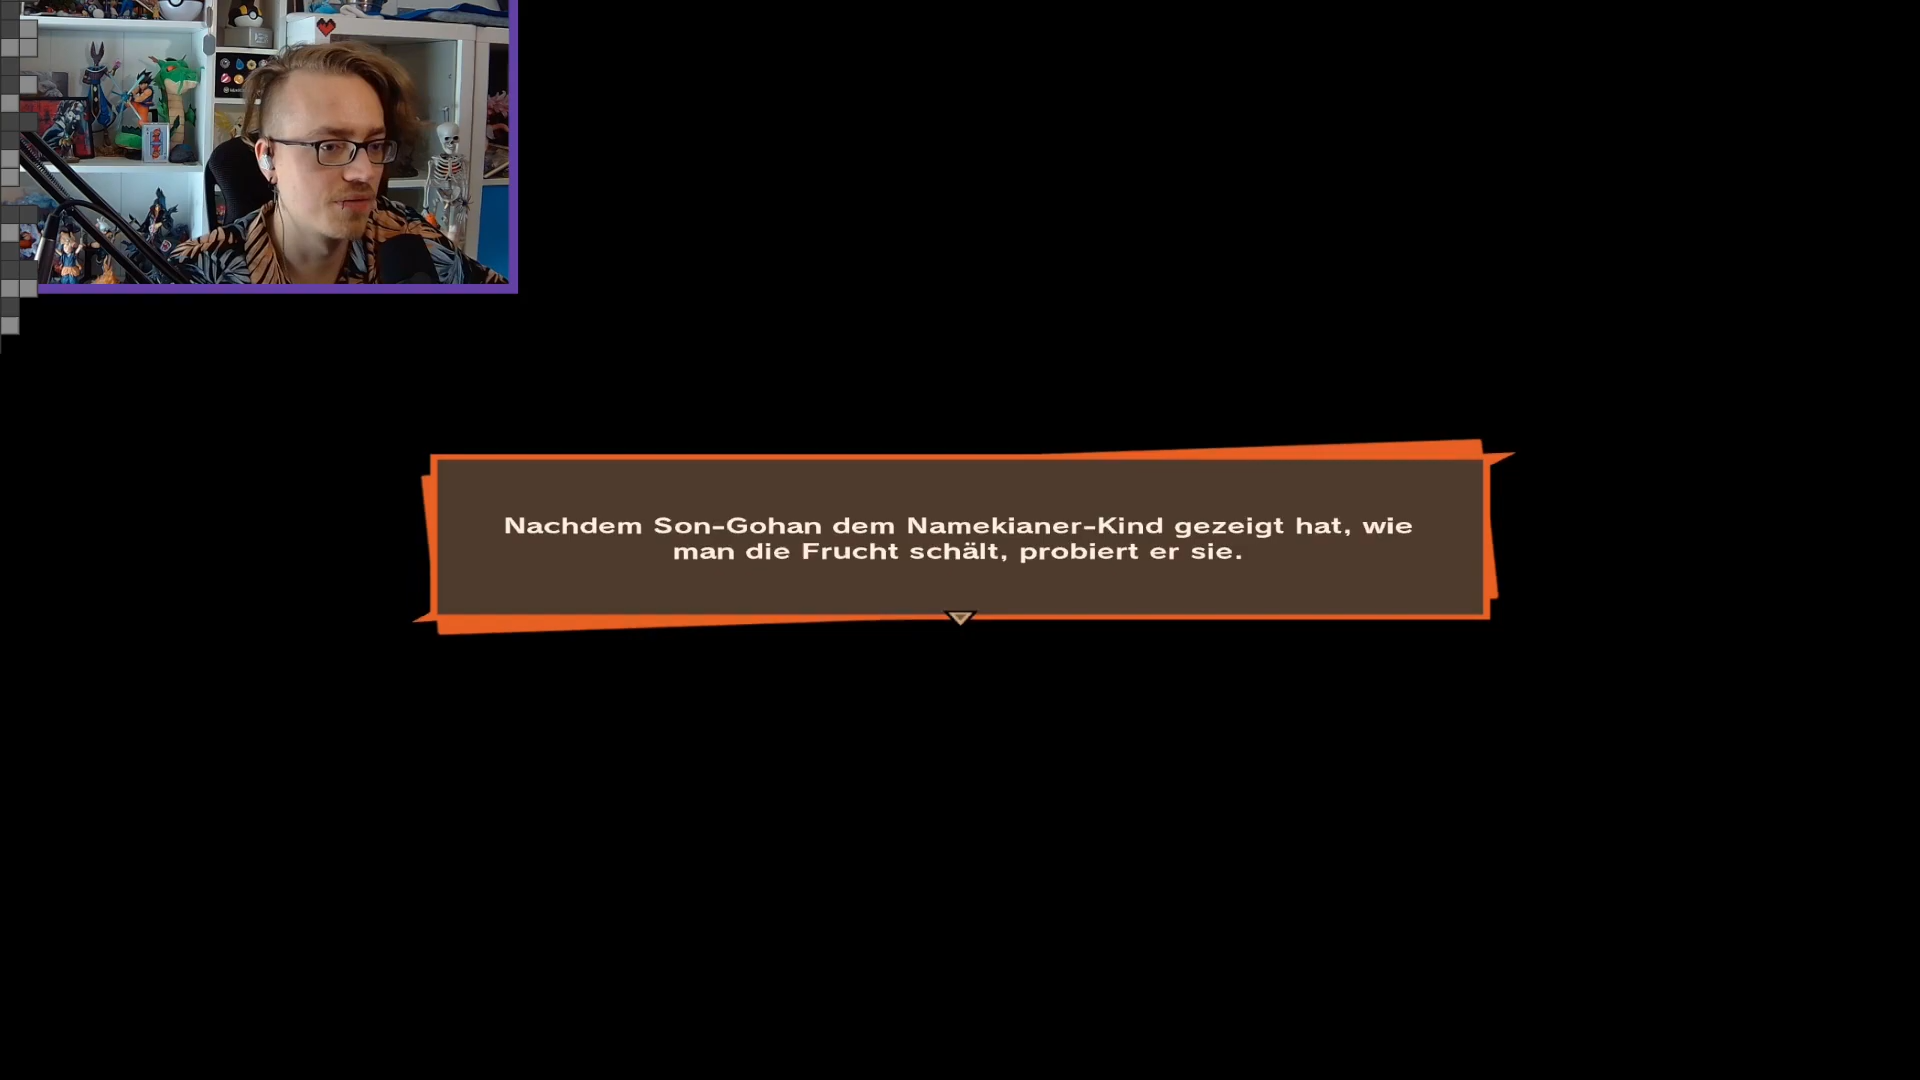 Nachdem Son-Gohan dem Namekianer-Kind gezeigt hat, wie
man die Frucht schält, probiert er sie.